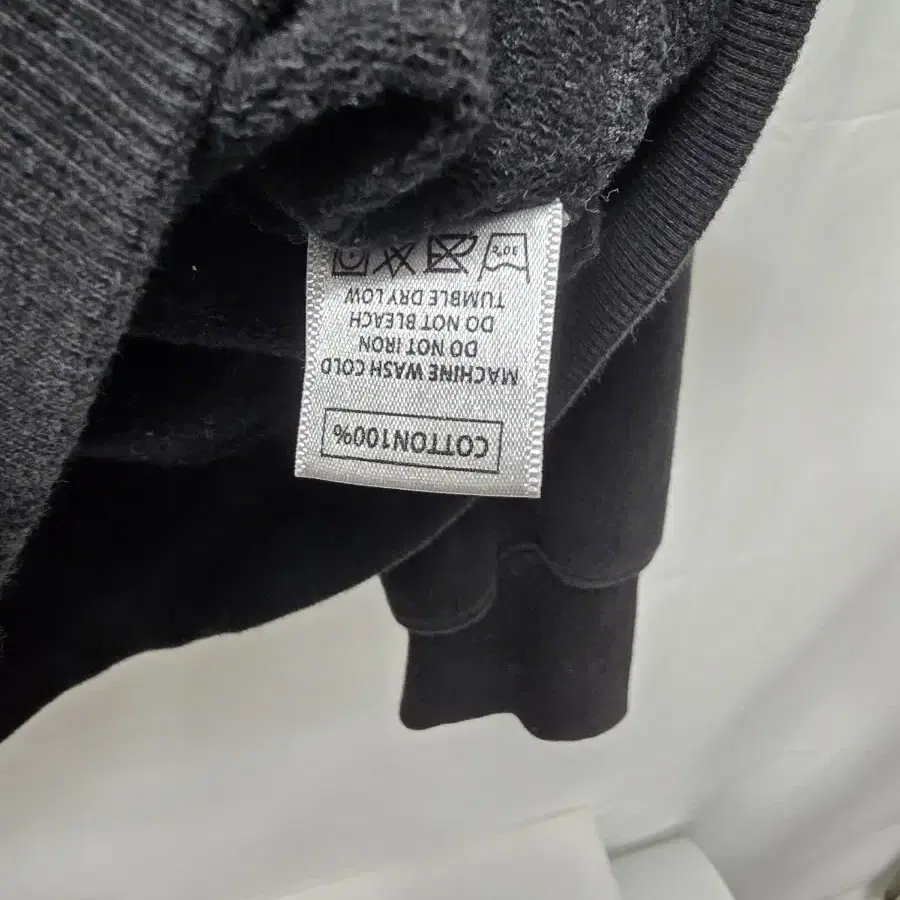 COTTON100%
MACHINE WASH COLD
DO NOT IRON
DO NOT BLEACH
TUMBLE DRY LOW
30℃